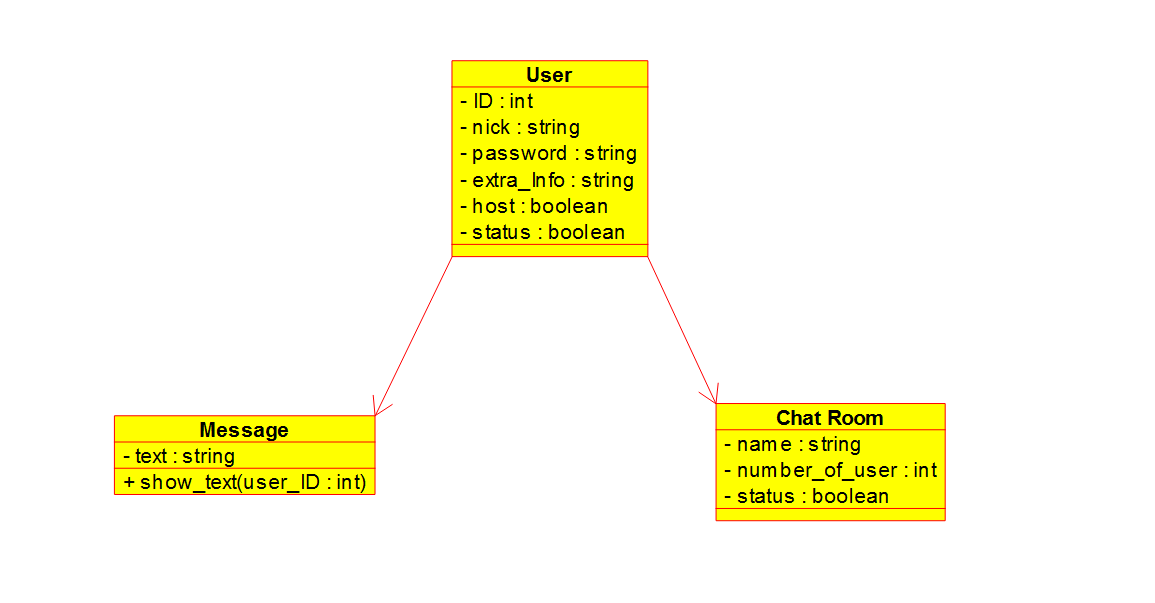 User
- ID : int
- nick : string
- password : string
- extra_Info : string
- host : boolean
- status : boolean
Message
- text : string
+ show_text(user_ID : int)
Chat Room
- name : string
- number_of_user : int
- status : boolean